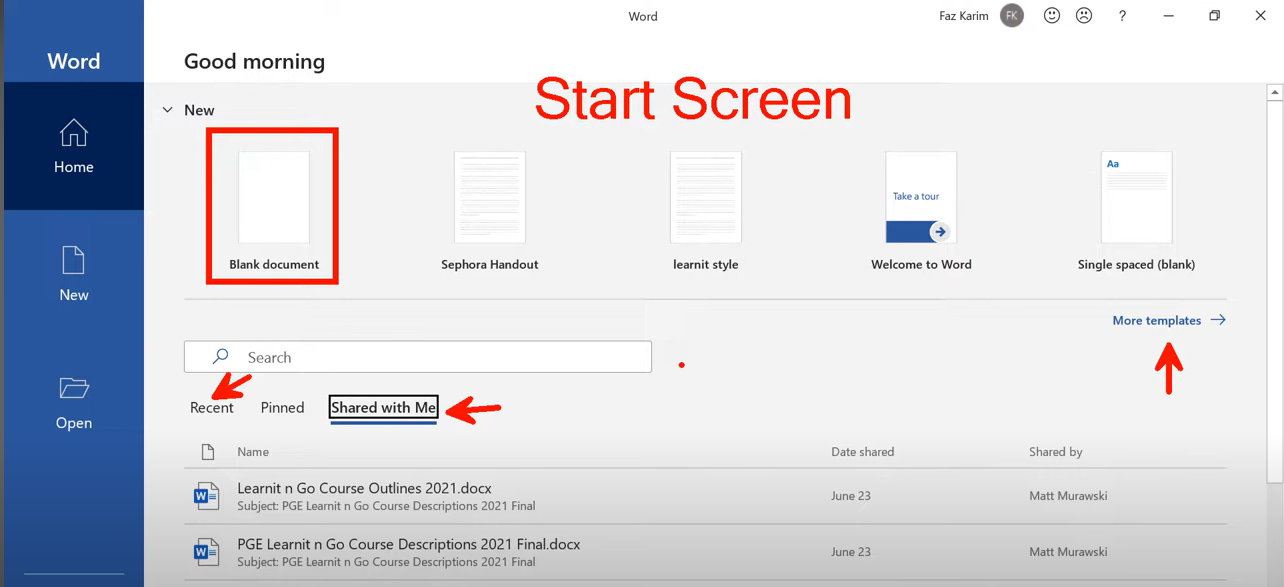 Word
Faz Karim
FK
?
Word
Good morning
Start Screen
New
Home
Take a tour
Aa
Blank document
Sephora Handout
learnit style
Welcome to Word
Single spaced (blank)
New
More templates
Search
Recent
Pinned
Shared with Me
Open
Name
Date shared
Shared by
W
Learnit n Go Course Outlines 2021.docx
Subject: PGE Learnit n Go Course Descriptions 2021 Final
June 23
Matt Murawski
W
PGE Learnit n Go Course Descriptions 2021 Final.docx
Subject: PGE Learnit n Go Course Descriptions 2021 Final
June 23
Matt Murawski